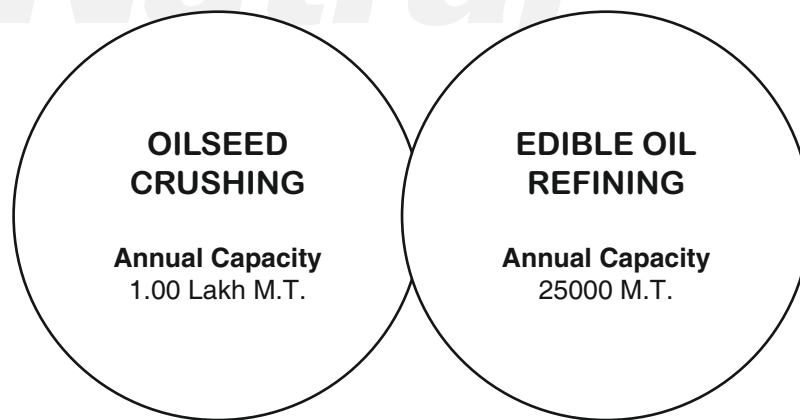 OILSEED
CRUSHING
Annual Capacity
1.00 Lakh M.T.
EDIBLE OIL
REFINING
Annual Capacity
25000 M.T.